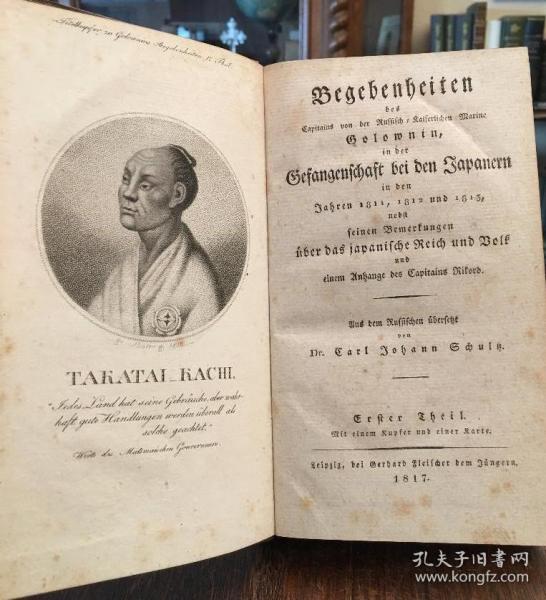 Titelkupfer zu Golownins Begebenheiten 1r Thl.
TAKATAI_KACHI.
"Jedes Land hat seine Gebräuche, aber wahr-
haft gute Handlungen werden überall als
solche geachtet."
Worte des Matsmaischen Gouverneurs.
Begebenheiten
des
Capitains von der Russisch-Kaiserlichen Marine
Golownin,
in der
Gefangenschaft bei den Japanern
in den
Jahren 1811, 1812 und 1813,
nebst
seinen Bemerkungen
über das japanische Reich und Volk
und
einem Anhange des Capitains Rikord.
Aus dem Russischen übersetzt
von
Dr. Carl Johann Schultz.
Erster Theil.
Mit einem Kupfer und einer Karte.
Leipzig, bei Gerhard Fleischer dem Jüngern,
1817.
孔夫子旧书网
www.kongfz.com